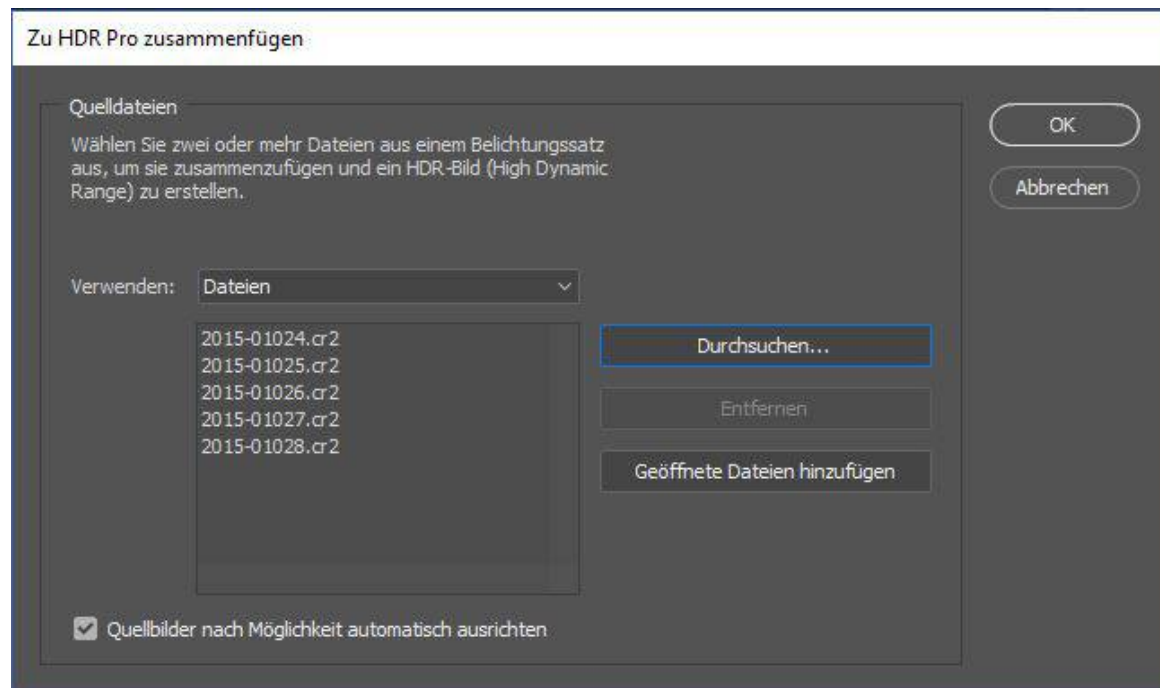 Zu HDR Pro zusammenfügen
Quelldateien
Wählen Sie zwei oder mehr Dateien aus einem Belichtungssatz
aus, um sie zusammenzufügen und ein HDR-Bild (High Dynamic
Range) zu erstellen.
OK
Abbrechen
Verwenden: Dateien
2015-01024.cr2
2015-01025.cr2
2015-01026.cr2
2015-01027.cr2
2015-01028.cr2
Durchsuchen...
Entfernen
Geöffnete Dateien hinzufügen
Quellbilder nach Möglichkeit automatisch ausrichten